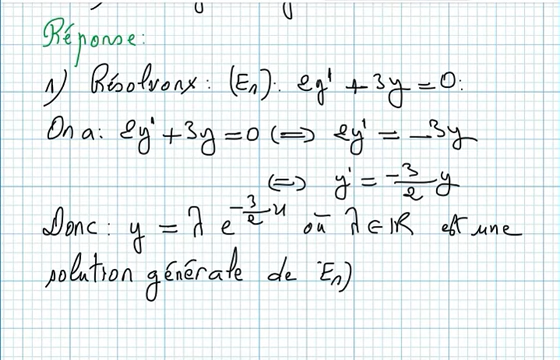 Réponse:
1) Résolvons: (E₁): 2y' + 3y = 0:
On a: 2y' + 3y = 0 (=) 2y' = -3y
(=) y' = -3/2 y
Donc: y = λ e^{-3/2 x} où λ ∈ ℝ est une
solution générale de E₁)